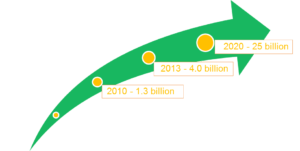 2020 - 25 billion
2013 - 4.0 billion
2010 - 1.3 billion